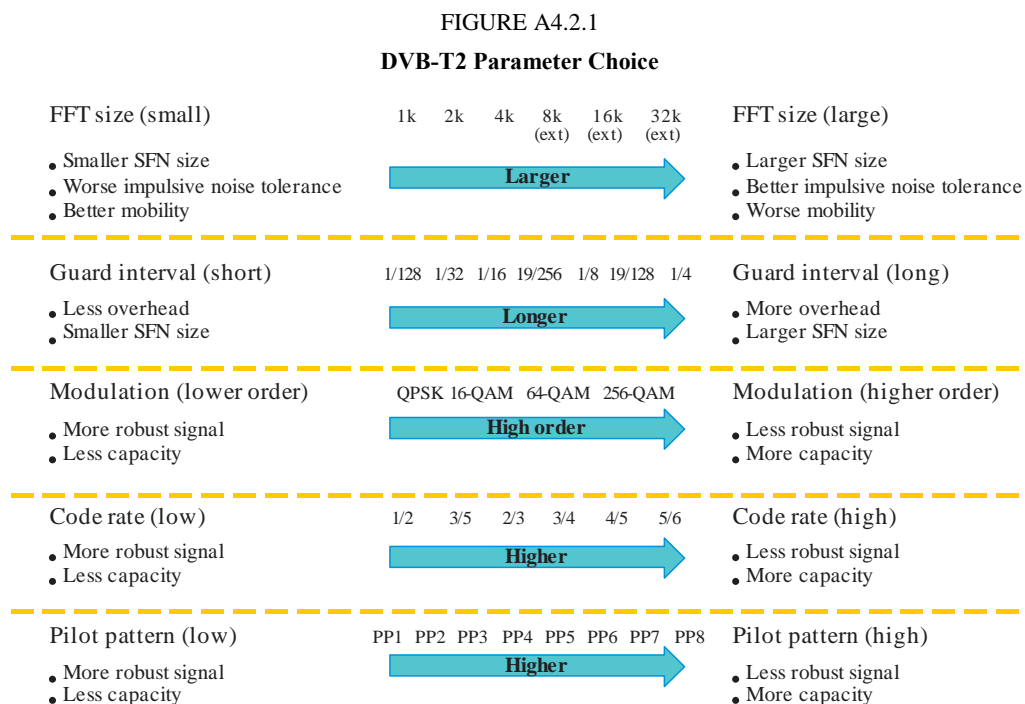 FIGURE A4.2.1
DVB-T2 Parameter Choice
FFT size (small)
1k 2k 4k 8k (ext) 16k (ext) 32k (ext)
FFT size (large)
• Smaller SFN size
• Worse impulsive noise tolerance
• Better mobility
Larger
• Larger SFN size
• Better impulsive noise tolerance
• Worse mobility
Guard interval (short)
1/128 1/32 1/16 19/256 1/8 19/128 1/4
Guard interval (long)
• Less overhead
• Smaller SFN size
Longer
• More overhead
• Larger SFN size
Modulation (lower order)
QPSK 16-QAM 64-QAM 256-QAM
Modulation (higher order)
• More robust signal
• Less capacity
High order
• Less robust signal
• More capacity
Code rate (low)
1/2 3/5 2/3 3/4 4/5 5/6
Code rate (high)
• More robust signal
• Less capacity
Higher
• Less robust signal
• More capacity
Pilot pattern (low)
PP1 PP2 PP3 PP4 PP5 PP6 PP7 PP8
Pilot pattern (high)
• More robust signal
• Less capacity
Higher
• Less robust signal
• More capacity